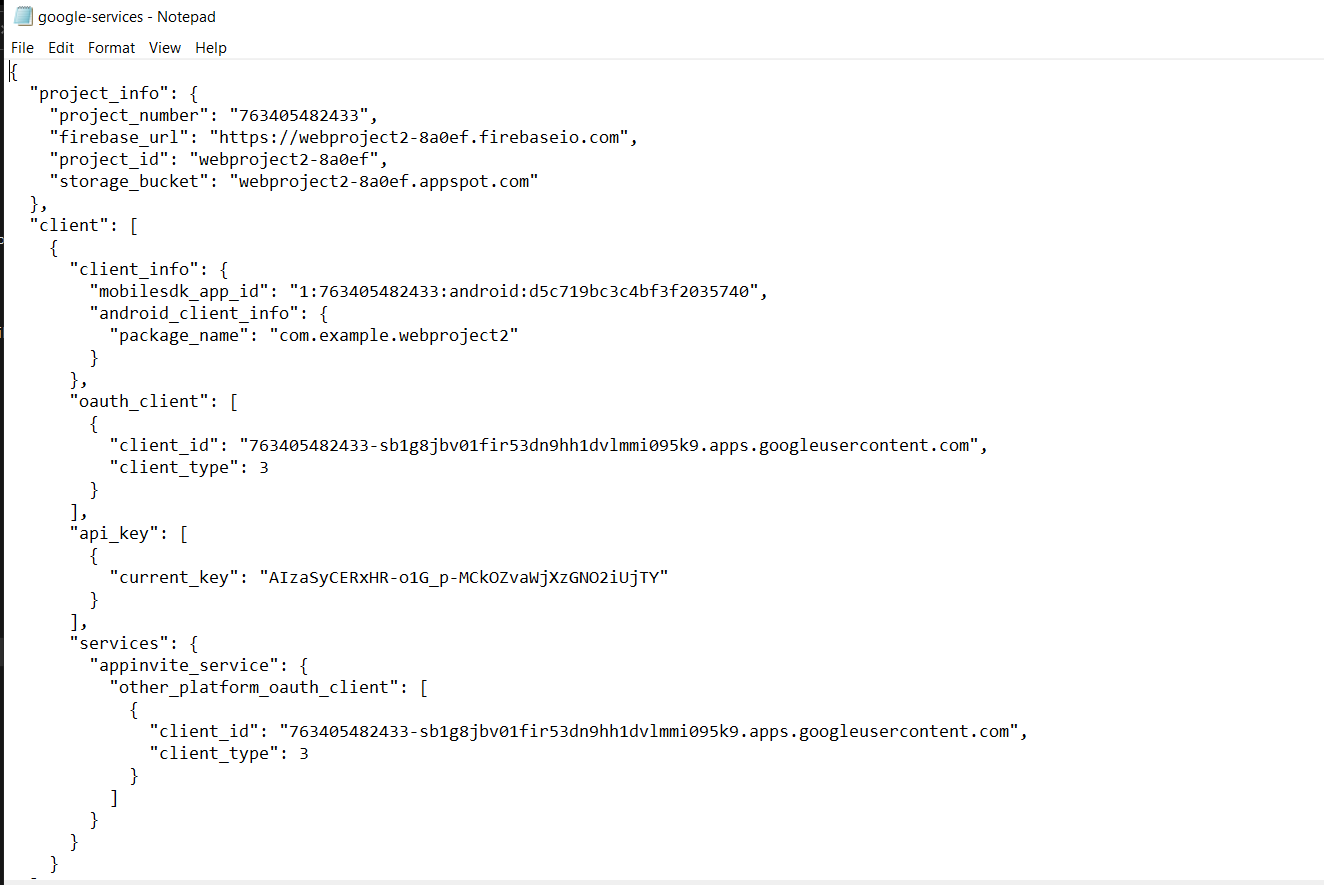 google-services - Notepad
File Edit Format View Help
{
  "project_info": {
    "project_number": "763405482433",
    "firebase_url": "https://webproject2-8a0ef.firebaseio.com",
    "project_id": "webproject2-8a0ef",
    "storage_bucket": "webproject2-8a0ef.appspot.com"
  },
  "client": [
    {
      "client_info": {
        "mobilesdk_app_id": "1:763405482433:android:d5c719bc3c4bf3f2035740",
        "android_client_info": {
          "package_name": "com.example.webproject2"
        }
      },
      "oauth_client": [
        {
          "client_id": "763405482433-sb1g8jbv01fir53dn9hh1dvlmmi095k9.apps.googleusercontent.com",
          "client_type": 3
        }
      ],
      "api_key": [
        {
          "current_key": "AIzaSyCERxHR-o1G_p-MCkOZvaWjXzGNO2iUjTY"
        }
      ],
      "services": {
        "appinvite_service": {
          "other_platform_oauth_client": [
            {
              "client_id": "763405482433-sb1g8jbv01fir53dn9hh1dvlmmi095k9.apps.googleusercontent.com",
              "client_type": 3
            }
          ]
        }
      }
    }